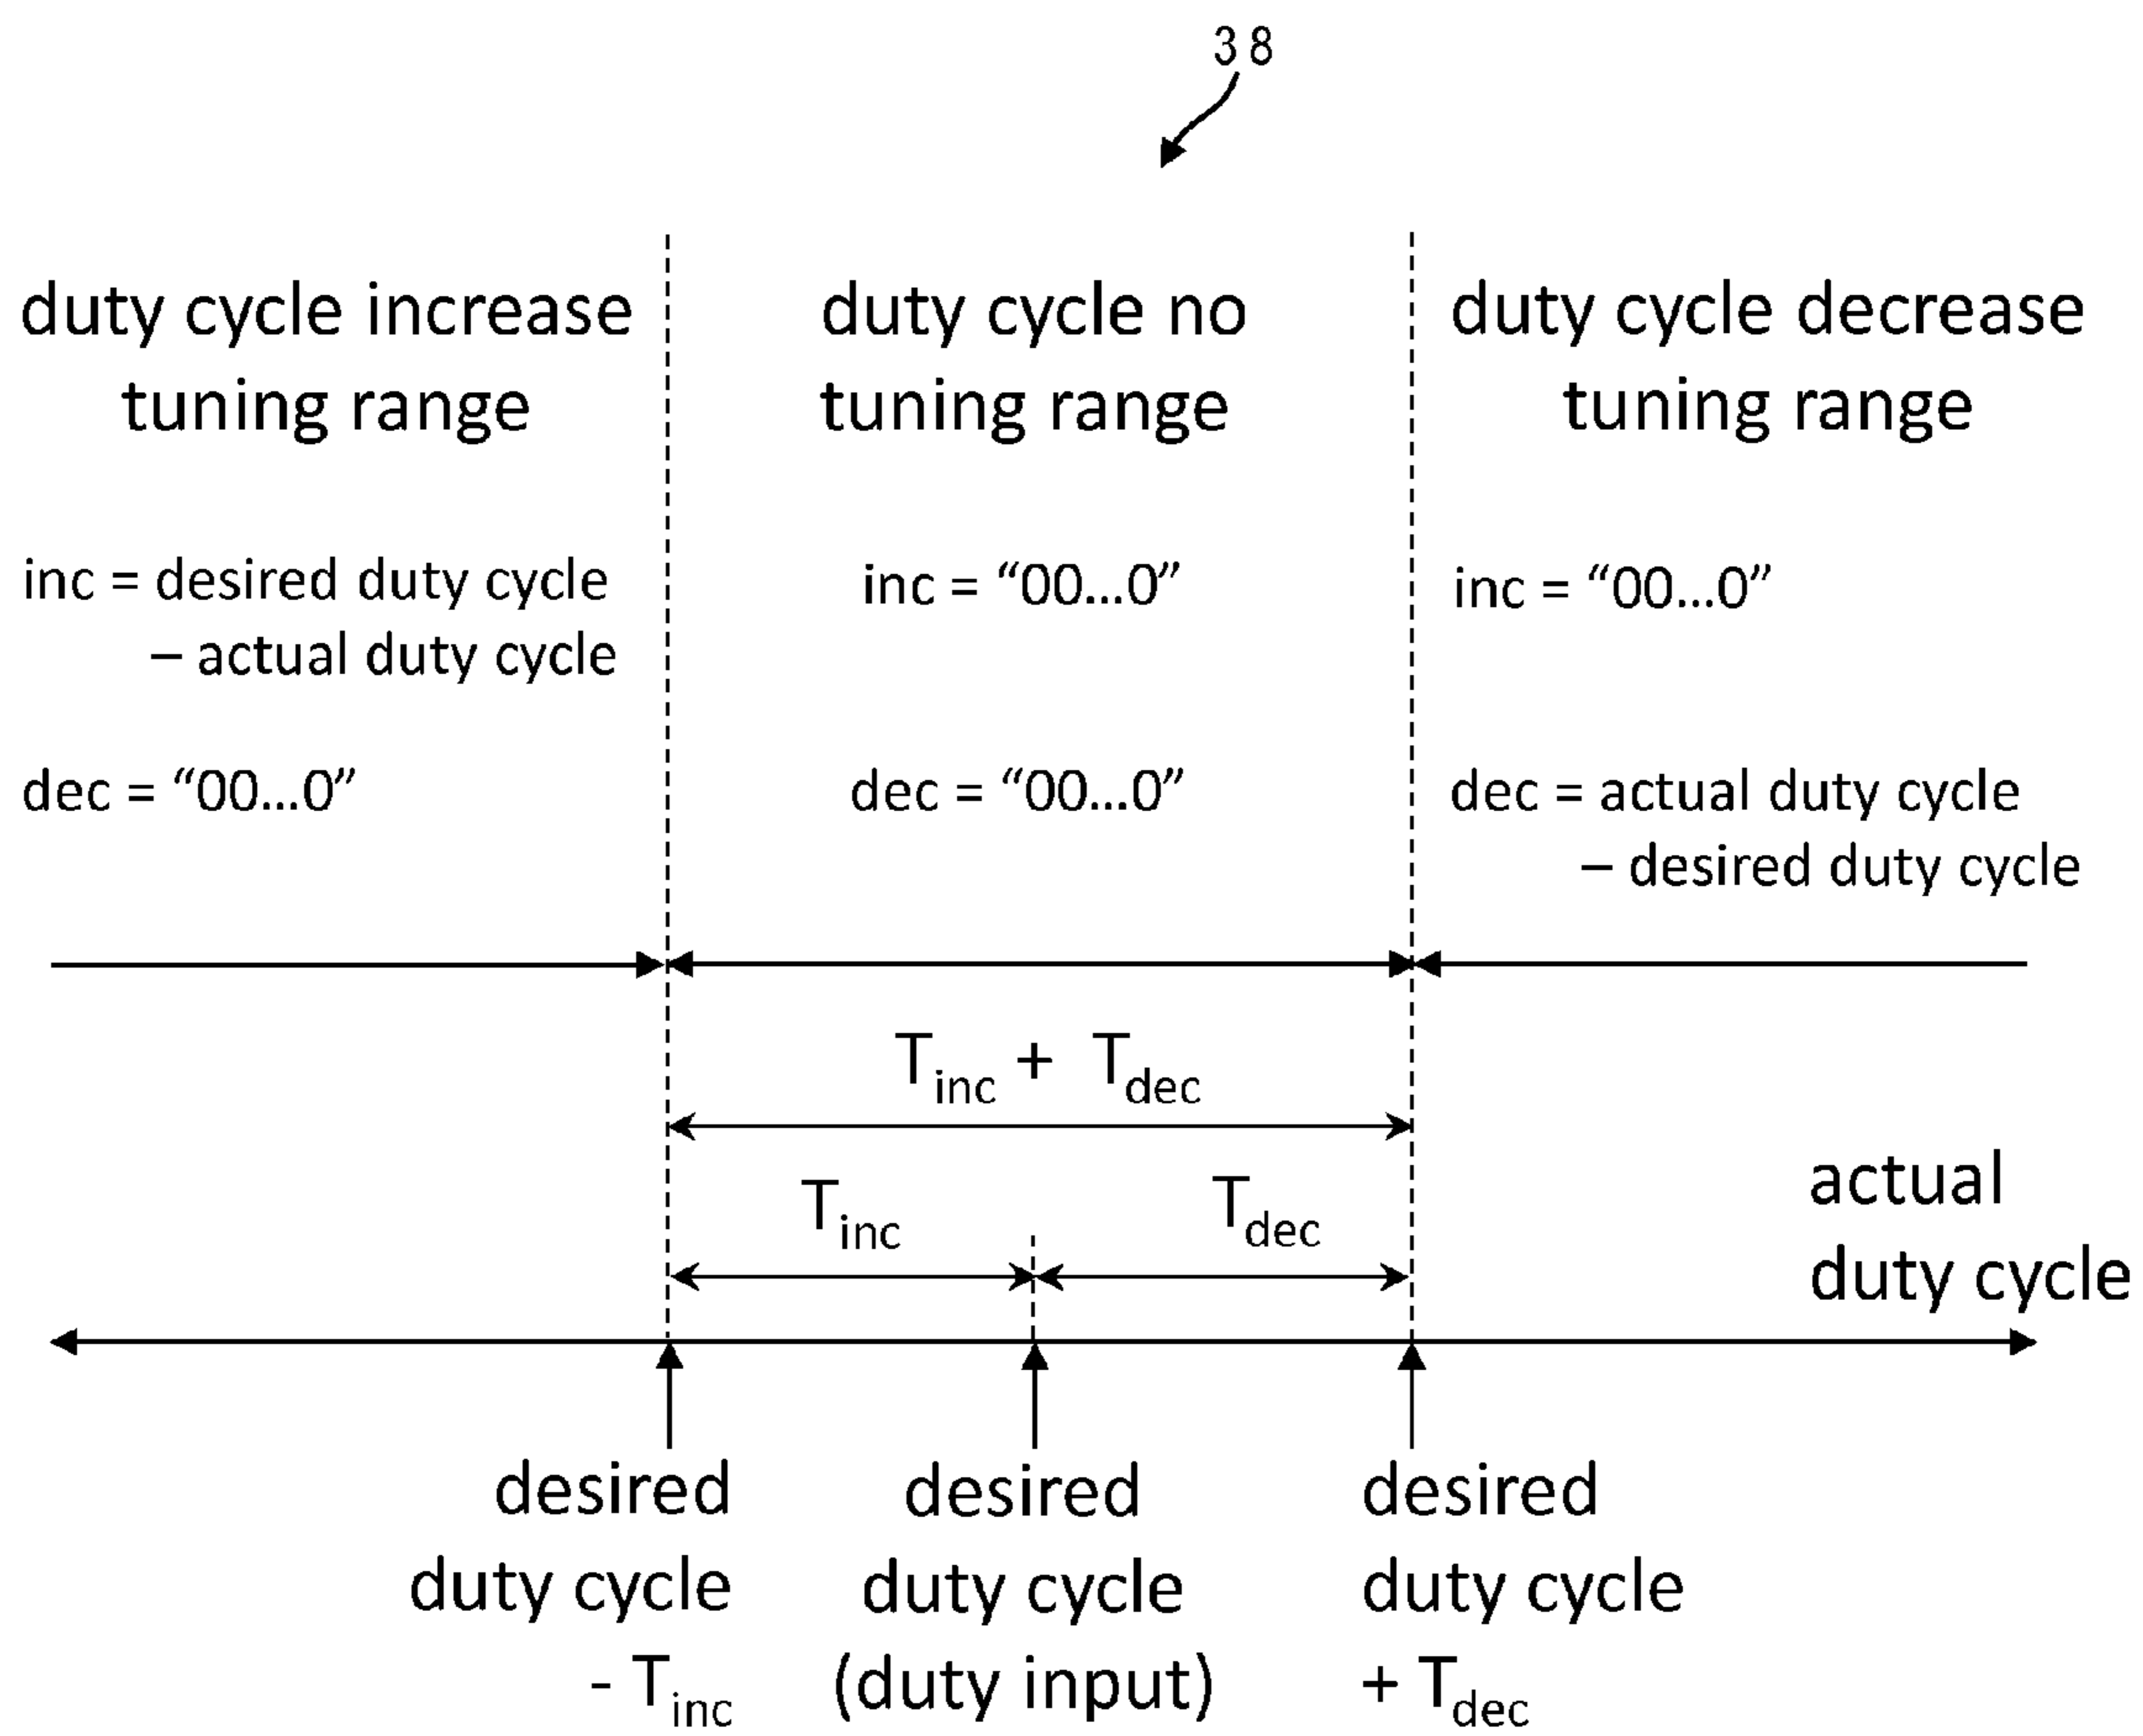 38
duty cycle increase
tuning range
duty cycle no
tuning range
duty cycle decrease
tuning range
inc = desired duty cycle
– actual duty cycle
inc = “00...0”
inc = “00...0”
dec = “00...0”
dec = “00...0”
dec = actual duty cycle
– desired duty cycle
Tinc + Tdec
Tinc
Tdec
actual
duty cycle
desired
duty cycle
- Tinc
desired
duty cycle
(duty input)
desired
duty cycle
+ Tdec